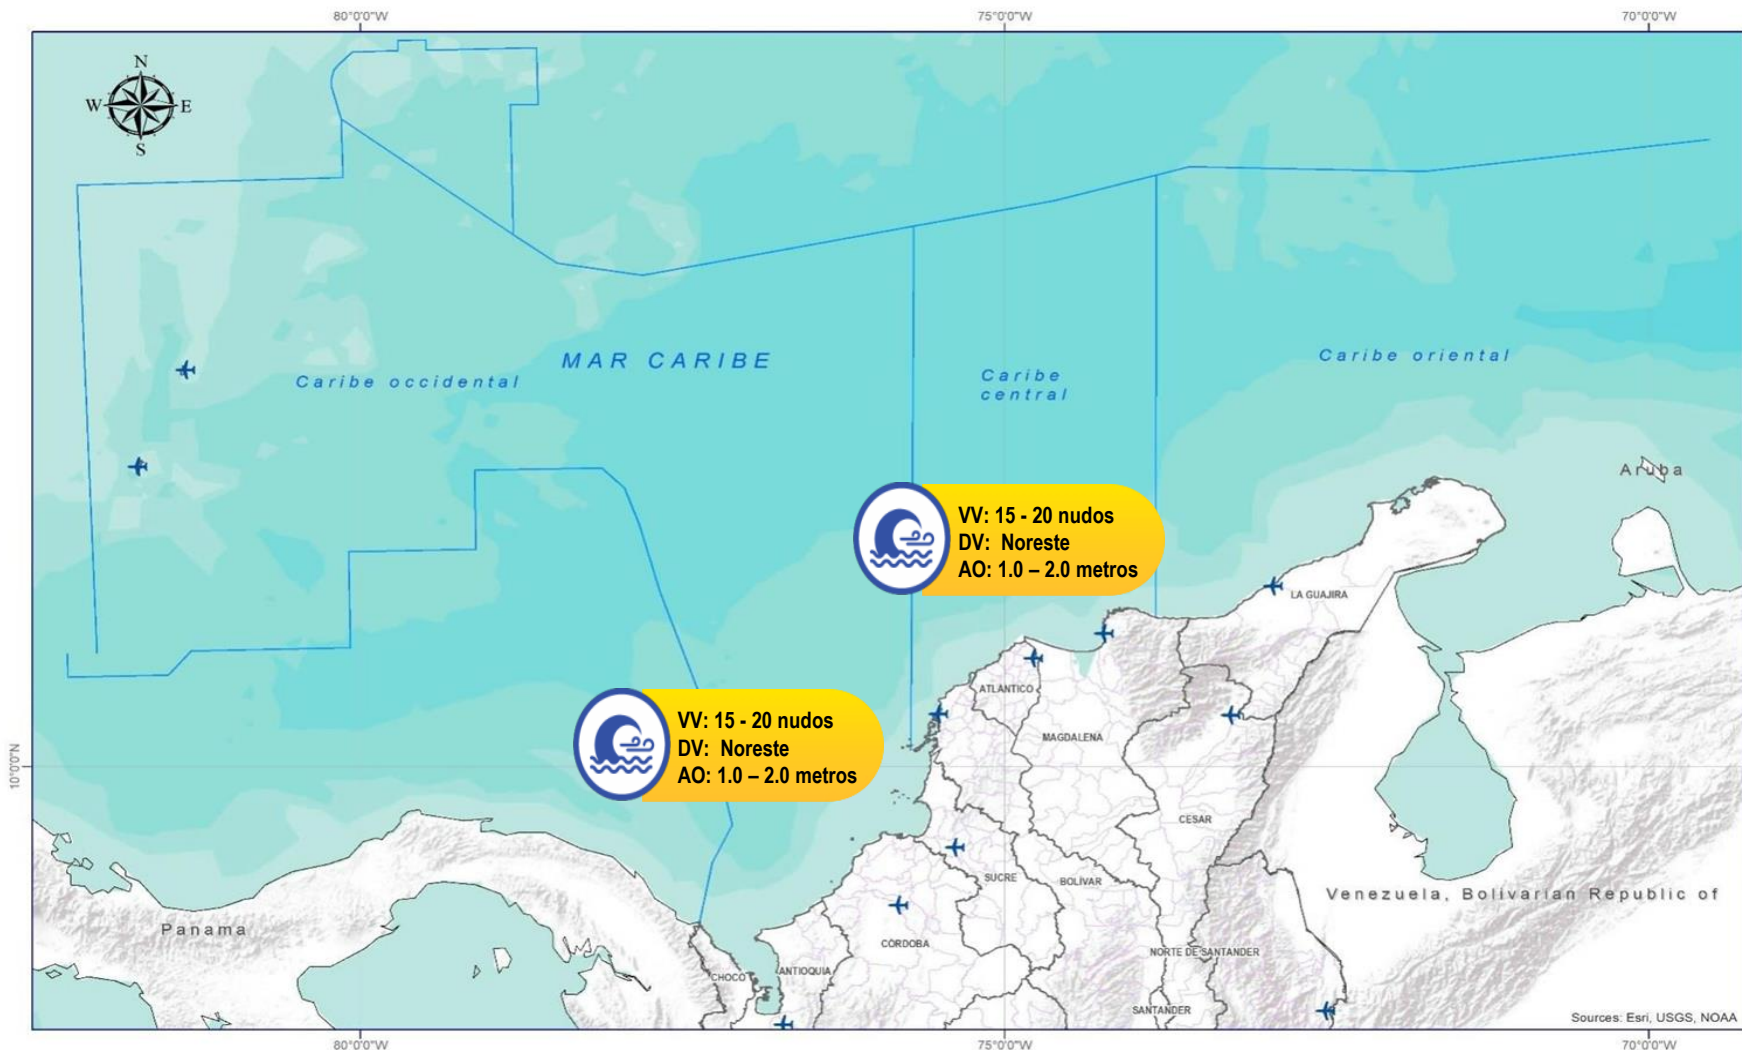 80°0'0"W
75°0'0"W
70°0'0"W
N
W
E
S
MAR CARIBE
Caribe occidental
Caribe
central
Caribe oriental
Aruba
VV: 15 - 20 nudos
DV: Noreste
AO: 1.0 – 2.0 metros
LA GUAJIRA
ATLANTICO
VV: 15 - 20 nudos
DV: Noreste
AO: 1.0 – 2.0 metros
MAGDALENA
10°0'0"N
CESAR
SUCRE
BOLÍVAR
Venezuela, Bolivarian Republic of
Panama
CÓRDOBA
NORTE DE SANTANDER
CHOCO
ANTIOQUIA
SANTANDER
Sources: Esri, USGS, NOAA
80°0'0"W
75°0'0"W
70°0'0"W